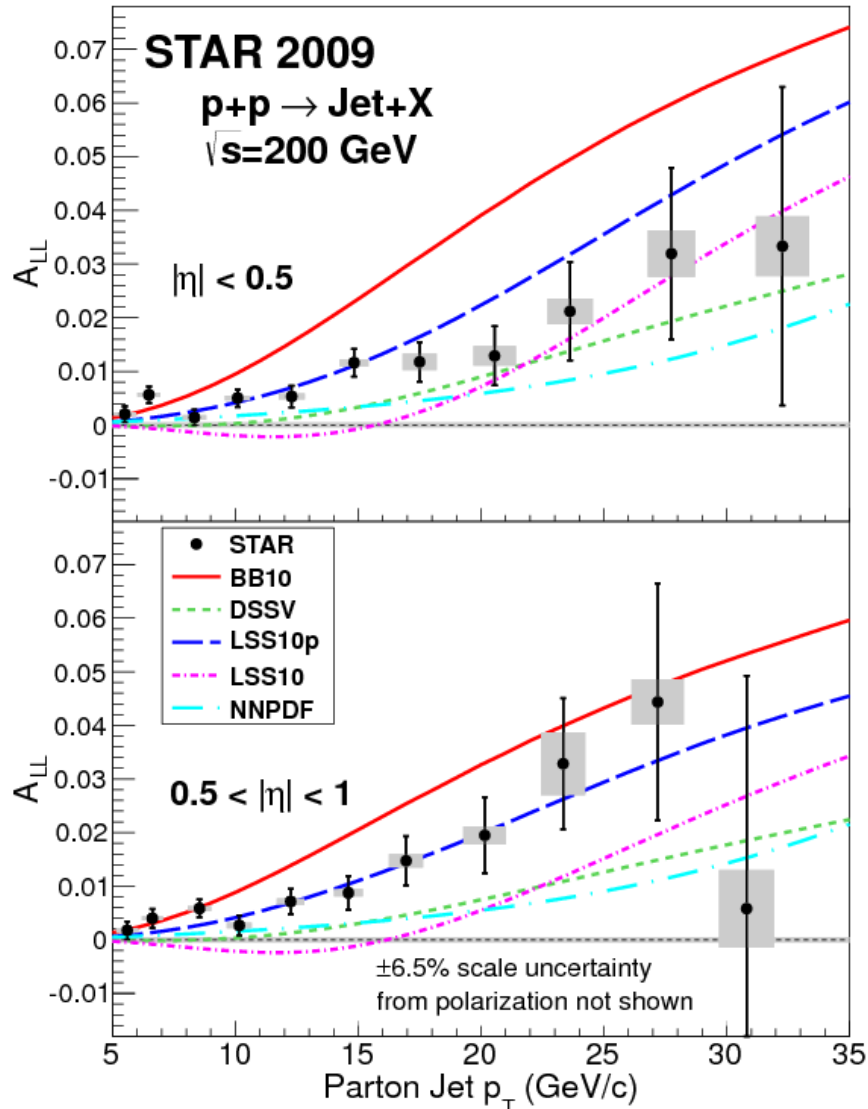 STAR 2009
p+p → Jet+X
√s=200 GeV
|η| < 0.5
A_LL
0.07
0.06
0.05
0.04
0.03
0.02
0.01
0
-0.01
STAR
BB10
DSSV
LSS10p
LSS10
NNPDF
0.5 < |η| < 1
A_LL
0.07
0.06
0.05
0.04
0.03
0.02
0.01
0
-0.01
±6.5% scale uncertainty
from polarization not shown
5 10 15 20 25 30 35
Parton Jet p_T (GeV/c)